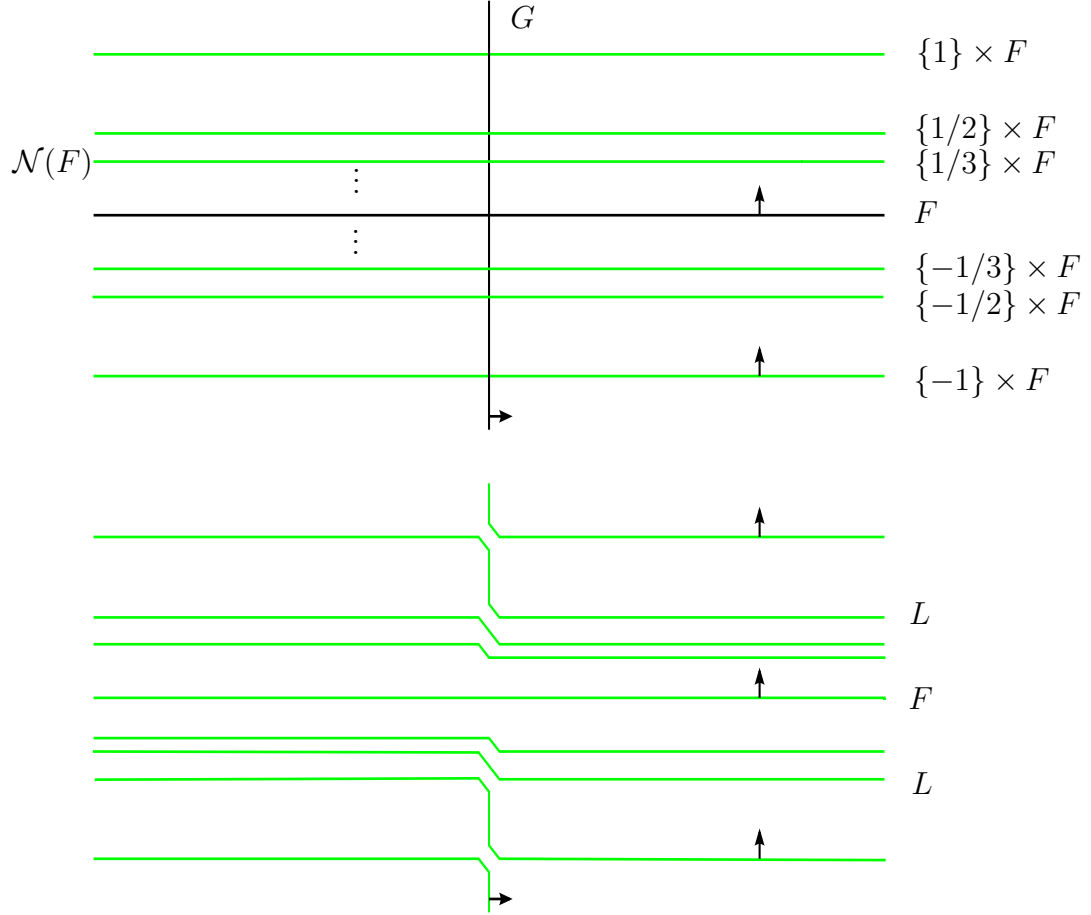 G
{1} × F
{1/2} × F
𝒩(F)
{1/3} × F
⋮
F
⋮
{−1/3} × F
{−1/2} × F
{−1} × F
L
F
L